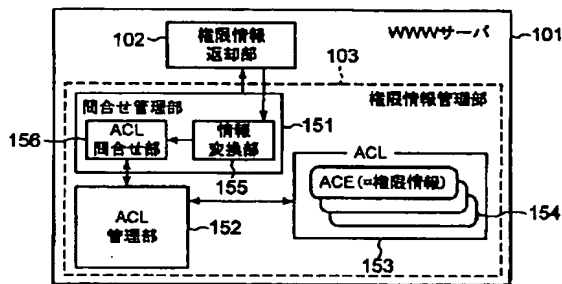 WWWサーバ
101
102
権限情報
返却部
103
権限情報管理部
問合せ管理部
151
156
ACL
問合せ部
情報
変換部
155
ACL
ACE(=権限情報)
154
153
ACL
管理部
152